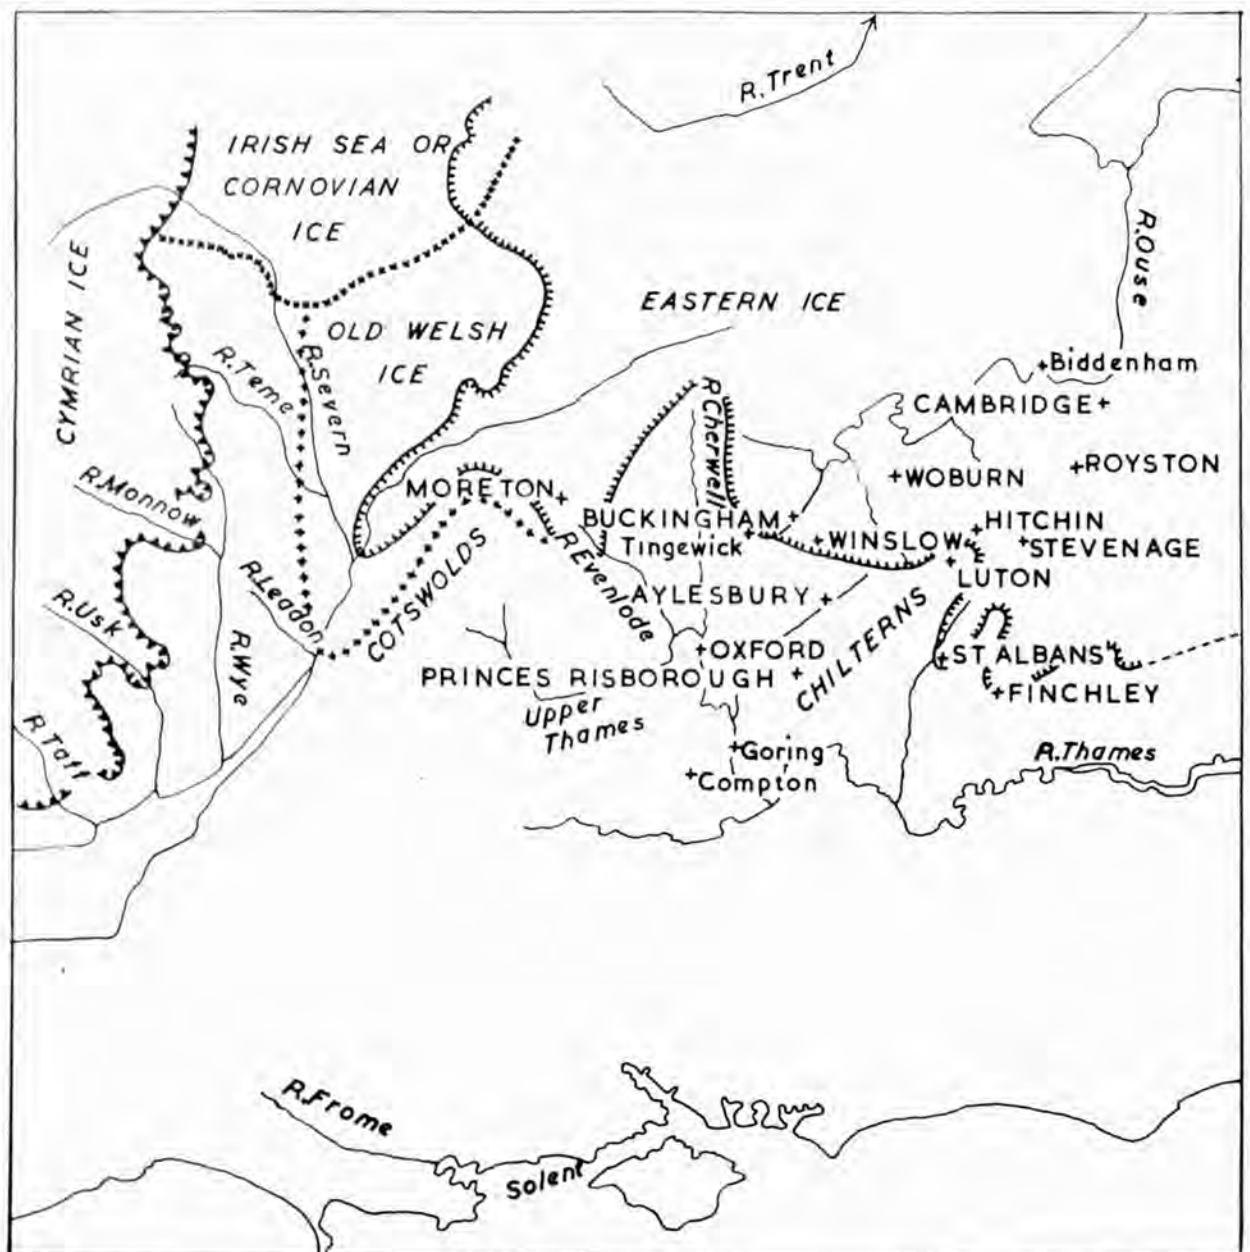 R.Trent
IRISH SEA OR
CORNOVIAN
ICE
CYMRIAN ICE
R.Ouse
EASTERN ICE
OLD WELSH
ICE
R.Teme
R.Severn
+Biddenham
R Cherwell
CAMBRIDGE+
R.Monnow
MORETON+
+WOBURN
+ROYSTON
BUCKINGHAM+
Tingewick+
+WINSLOW
+HITCHIN
+STEVENAGE
R.Evenlode
LUTON
R.Leadon
COTSWOLDS
AYLESBURY+
CHILTERNS
R.Usk
R.Wye
+OXFORD
+ST ALBANS
PRINCES RISBOROUGH+
+FINCHLEY
Upper
Thames
R Taff
+Goring
R.Thames
+Compton
R.Frome
Solent